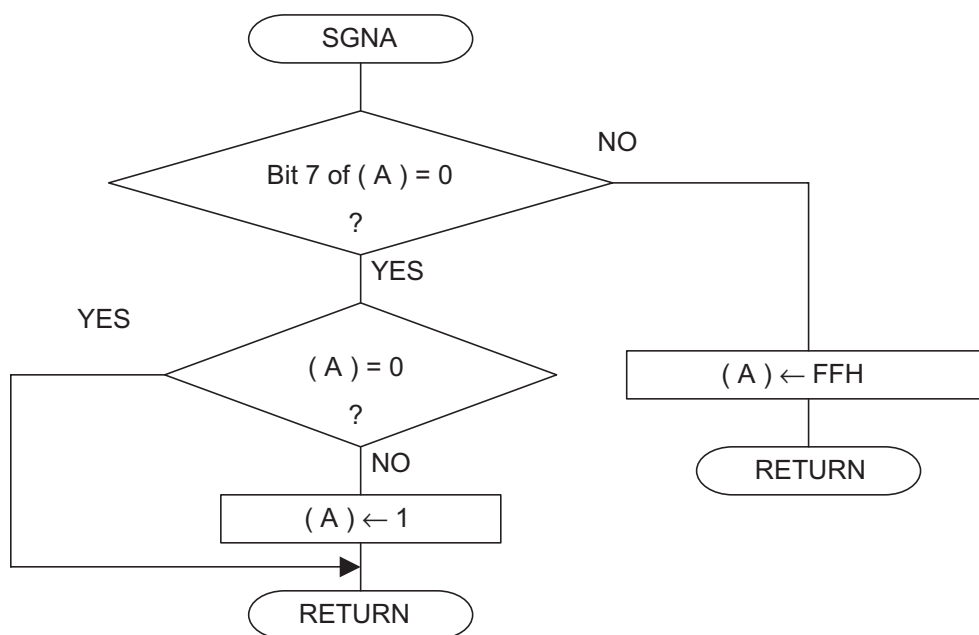 SGNA
NO
Bit 7 of ( A ) = 0
?
YES
YES
( A ) = 0
?
( A ) ← FFH
NO
RETURN
( A ) ← 1
RETURN